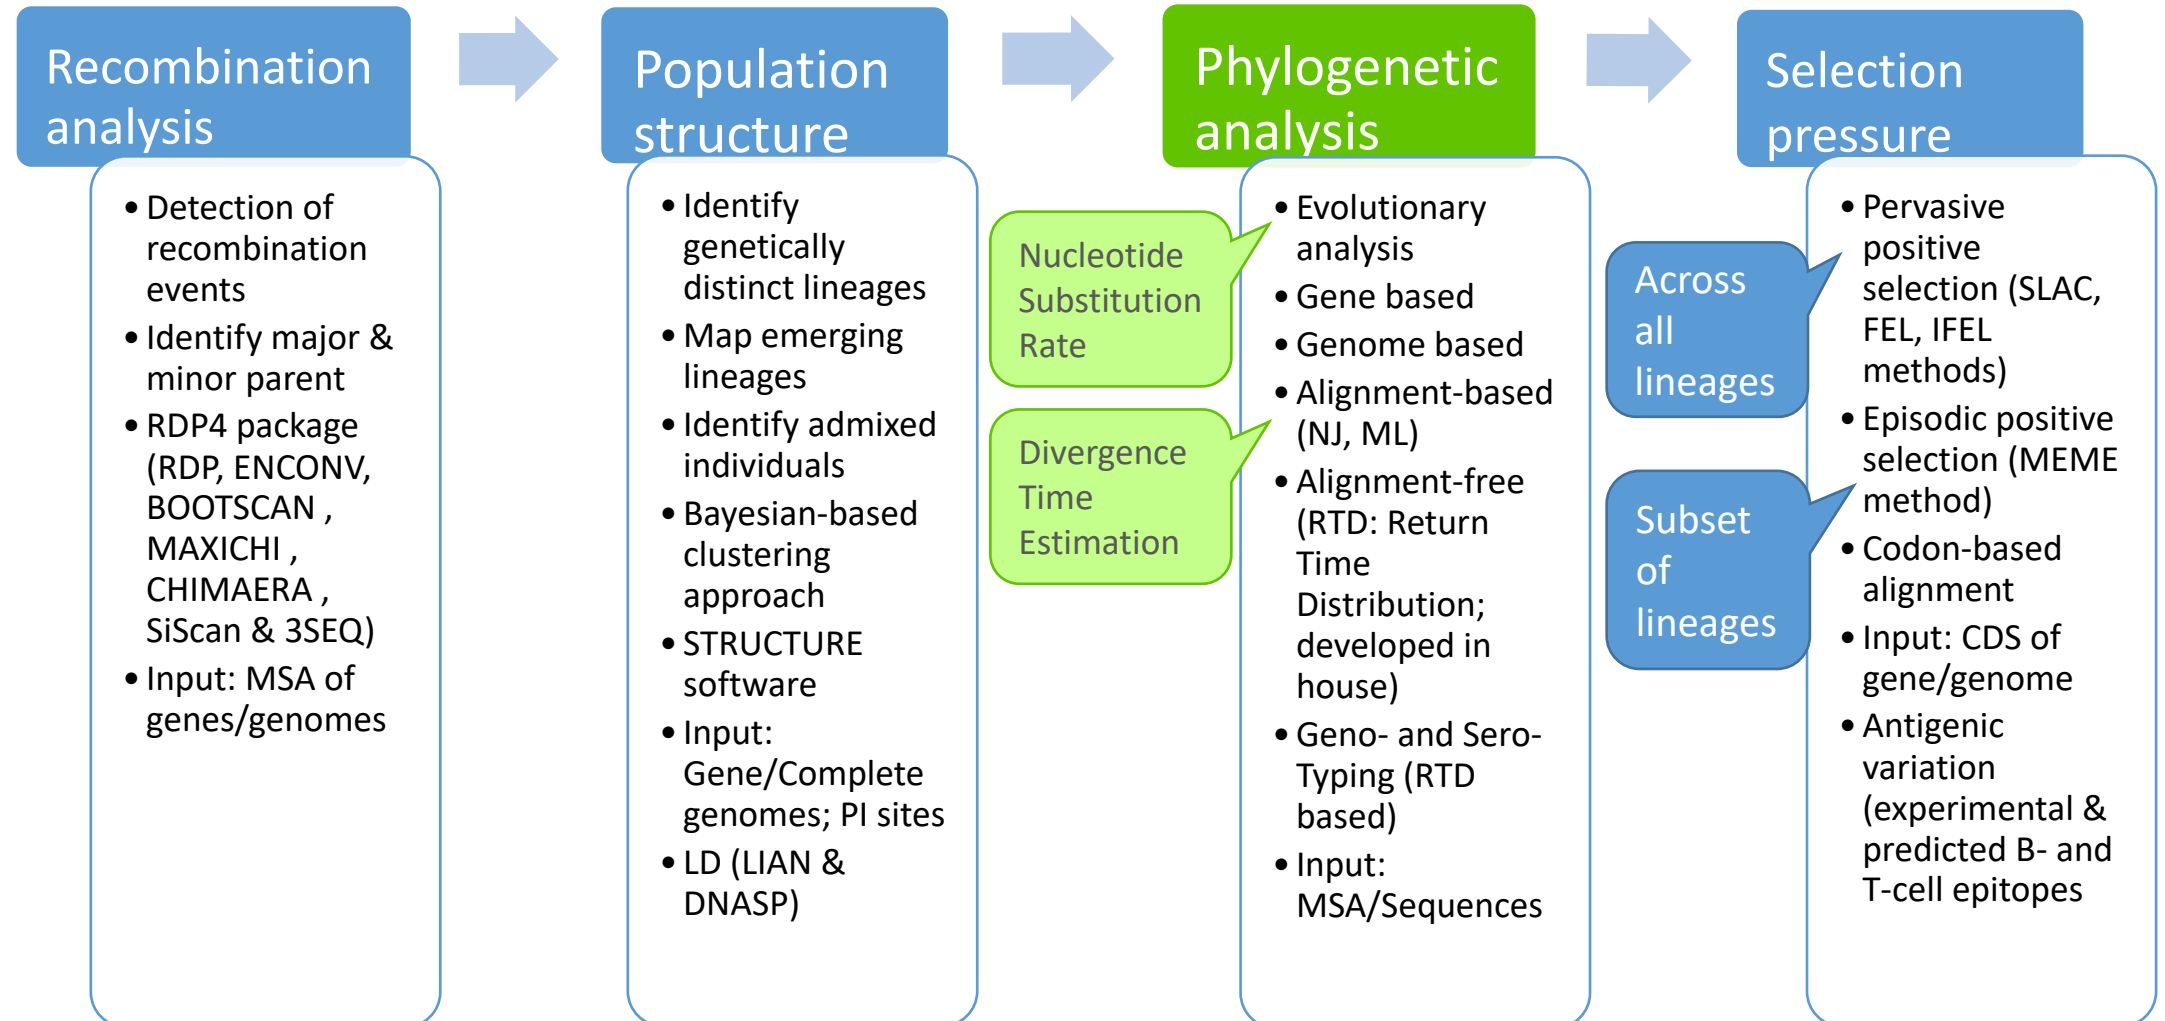 Recombination
analysis
• Detection of
recombination
events
• Identify major &
minor parent
• RDP4 package
(RDP, ENCONV,
BOOTSCAN ,
MAXICHI ,
CHIMAERA ,
SiScan & 3SEQ)
• Input: MSA of
genes/genomes
Population
structure
• Identify
genetically
distinct lineages
• Map emerging
lineages
• Identify admixed
individuals
• Bayesian-based
clustering
approach
• STRUCTURE
software
• Input:
Gene/Complete
genomes; PI sites
• LD (LIAN &
DNASP)
Phylogenetic
analysis
Nucleotide
Substitution
Rate
Divergence
Time
Estimation
• Evolutionary
analysis
• Gene based
• Genome based
• Alignment-based
(NJ, ML)
• Alignment-free
(RTD: Return
Time
Distribution;
developed in
house)
• Geno- and Sero-
Typing (RTD
based)
• Input:
MSA/Sequences
Selection
pressure
Across
all
lineages
Subset
of
lineages
• Pervasive
positive
selection (SLAC,
FEL, IFEL
methods)
• Episodic positive
selection (MEME
method)
• Codon-based
alignment
• Input: CDS of
gene/genome
• Antigenic
variation
(experimental &
predicted B- and
T-cell epitopes